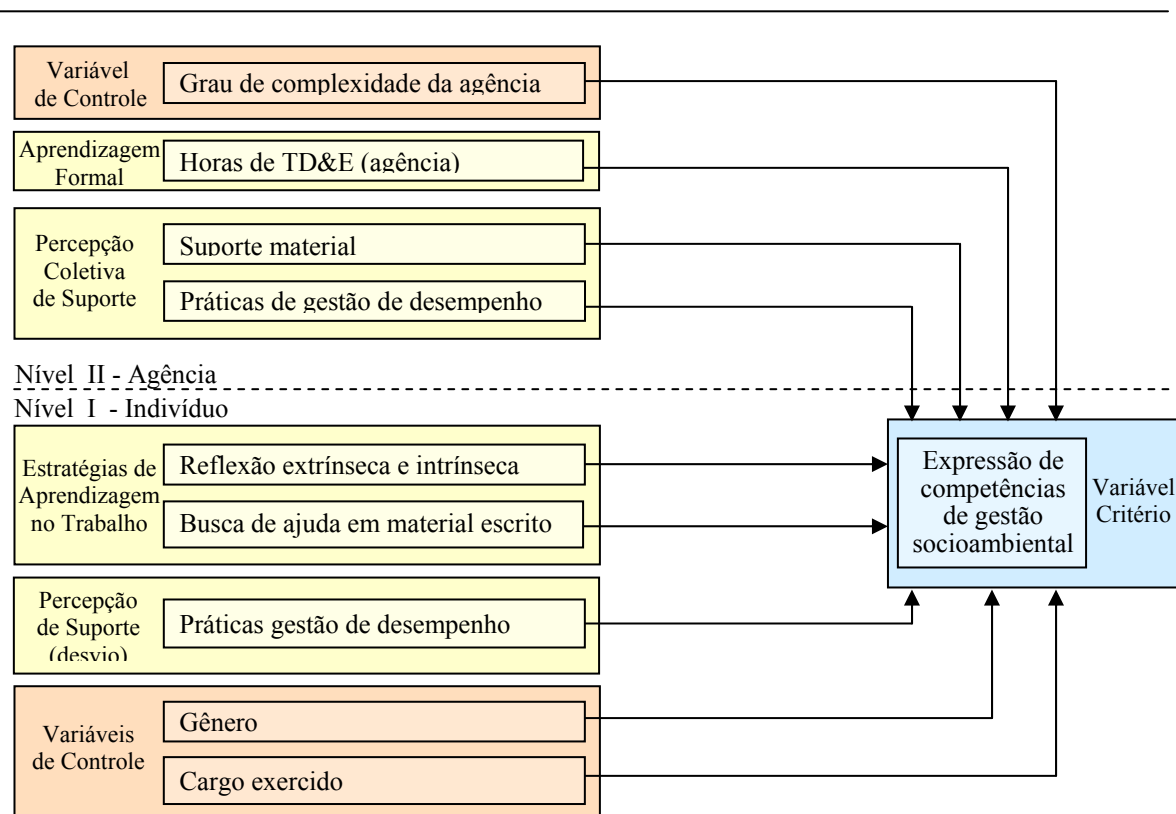 Variável
de Controle
Grau de complexidade da agência
Aprendizagem
Formal
Horas de TD&E (agência)
Percepção
Coletiva
de Suporte
Suporte material
Práticas de gestão de desempenho
Nível II - Agência
Nível I - Indivíduo
Estratégias de
Aprendizagem
no Trabalho
Reflexão extrínseca e intrínseca
Busca de ajuda em material escrito
Expressão de
competências
de gestão
socioambiental
Variável
Critério
Percepção
de Suporte
(desvio)
Práticas gestão de desempenho
Variáveis
de Controle
Gênero
Cargo exercido